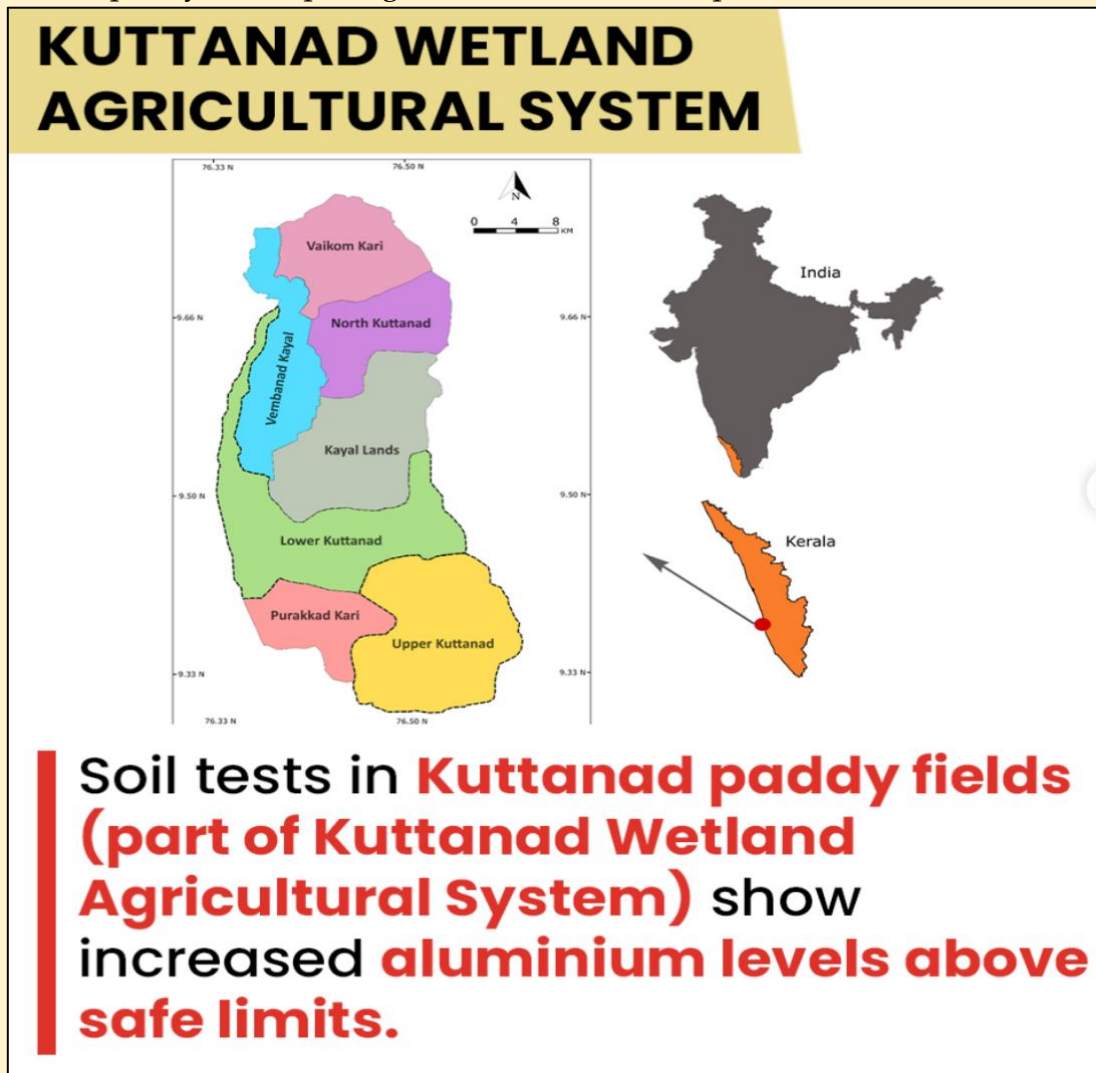 KUTTANAD WETLAND
AGRICULTURAL SYSTEM
76.33 N
76.50 N
N
0 4 8
KM
Vaikom Kari
India
9.66 N
9.66 N
North Kuttanad
Vembanad Kayal
Kayal Lands
9.50 N
9.50 N
Lower Kuttanad
Kerala
Purakkad Kari
Upper Kuttanad
9.33 N
9.33 N
76.33 N
76.50 N
Soil tests in Kuttanad paddy fields
(part of Kuttanad Wetland
Agricultural System) show
increased aluminium levels above
safe limits.